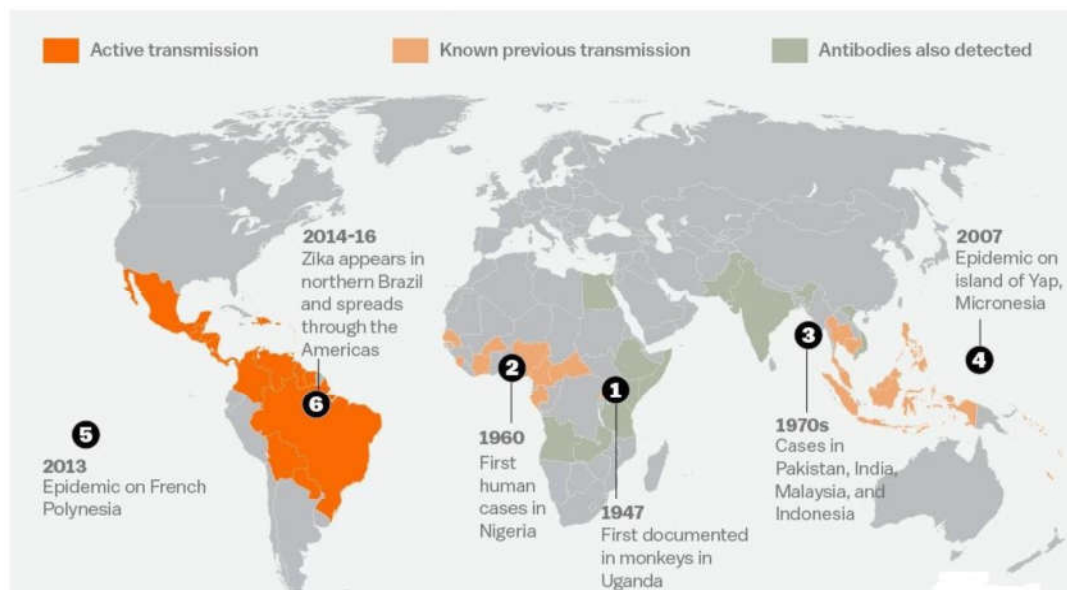 Active transmission
Known previous transmission
Antibodies also detected
2014-16
Zika appears in
northern Brazil
and spreads
through the
Americas
2007
Epidemic on
island of Yap,
Micronesia
3
4
2
1
6
5
2013
Epidemic on French
Polynesia
1960
First
human
cases in
Nigeria
1970s
Cases in
Pakistan, India,
Malaysia, and
Indonesia
1947
First documented
in monkeys in
Uganda